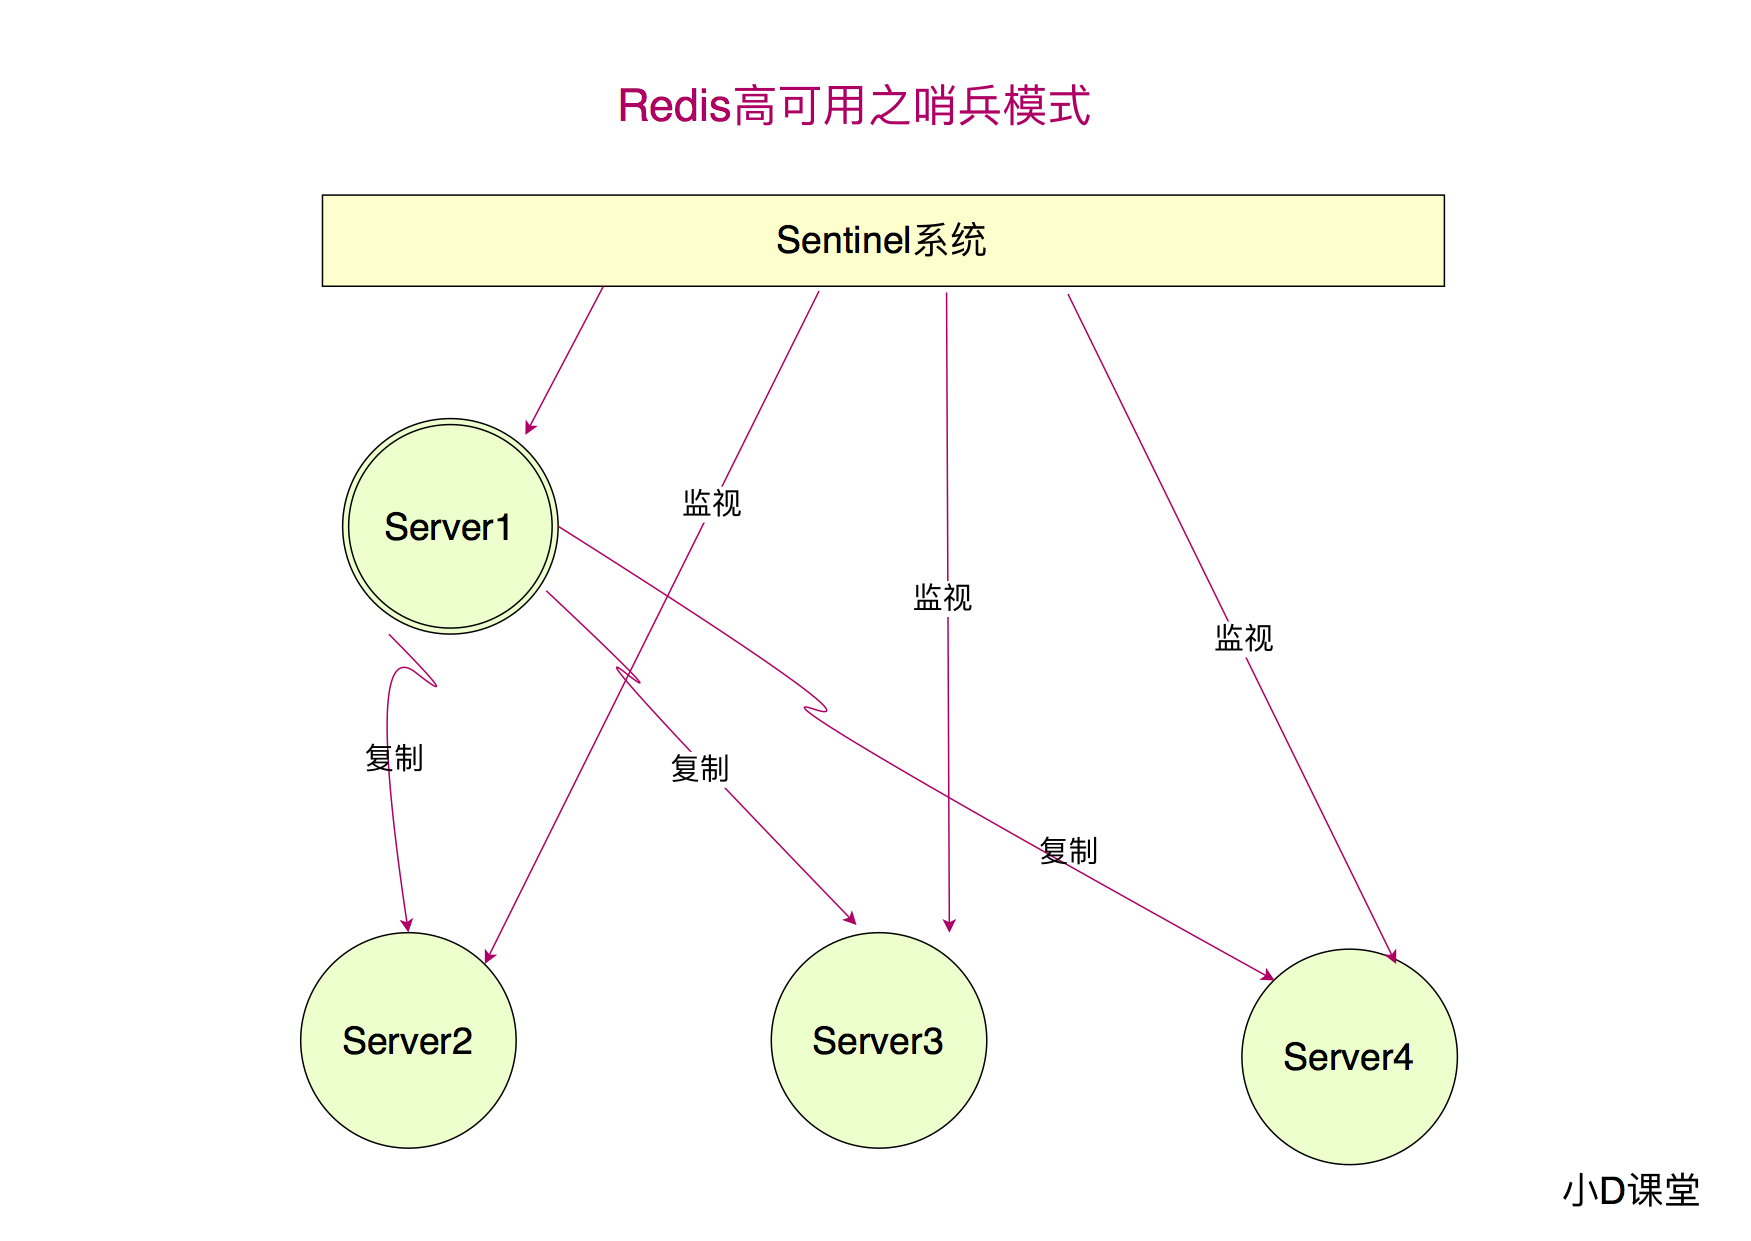 Redis高可用之哨兵模式
Sentinel系统
Server1
监视
监视
监视
复制
复制
复制
Server2
Server3
Server4
小D课堂